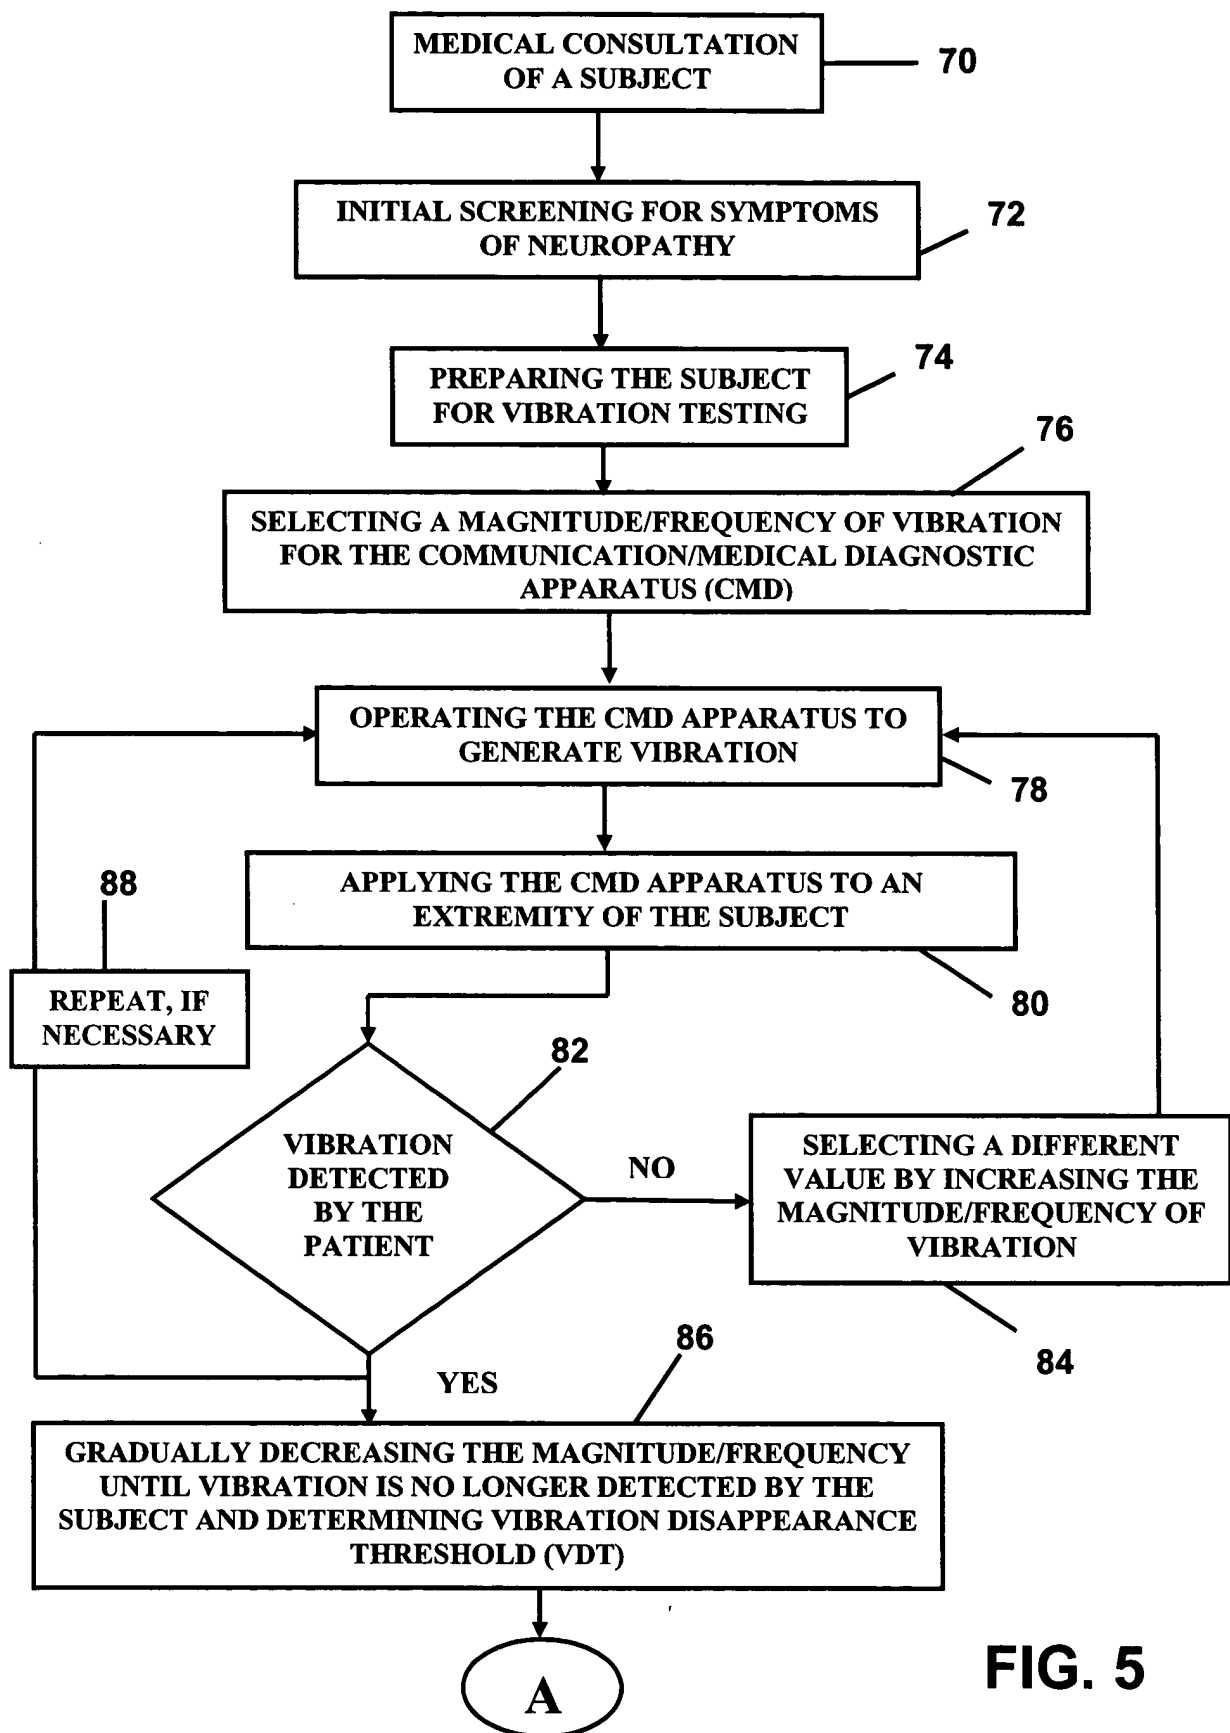 MEDICAL CONSULTATION
OF A SUBJECT
70
INITIAL SCREENING FOR SYMPTOMS
OF NEUROPATHY
72
PREPARING THE SUBJECT
FOR VIBRATION TESTING
74
76
SELECTING A MAGNITUDE/FREQUENCY OF VIBRATION
FOR THE COMMUNICATION/MEDICAL DIAGNOSTIC
APPARATUS (CMD)
OPERATING THE CMD APPARATUS TO
GENERATE VIBRATION
78
88
APPLYING THE CMD APPARATUS TO AN
EXTREMITY OF THE SUBJECT
80
REPEAT, IF
NECESSARY
82
VIBRATION
DETECTED
BY THE
PATIENT
NO
SELECTING A DIFFERENT
VALUE BY INCREASING THE
MAGNITUDE/FREQUENCY OF
VIBRATION
84
YES
86
GRADUALLY DECREASING THE MAGNITUDE/FREQUENCY
UNTIL VIBRATION IS NO LONGER DETECTED BY THE
SUBJECT AND DETERMINING VIBRATION DISAPPEARANCE
THRESHOLD (VDT)
A
FIG. 5